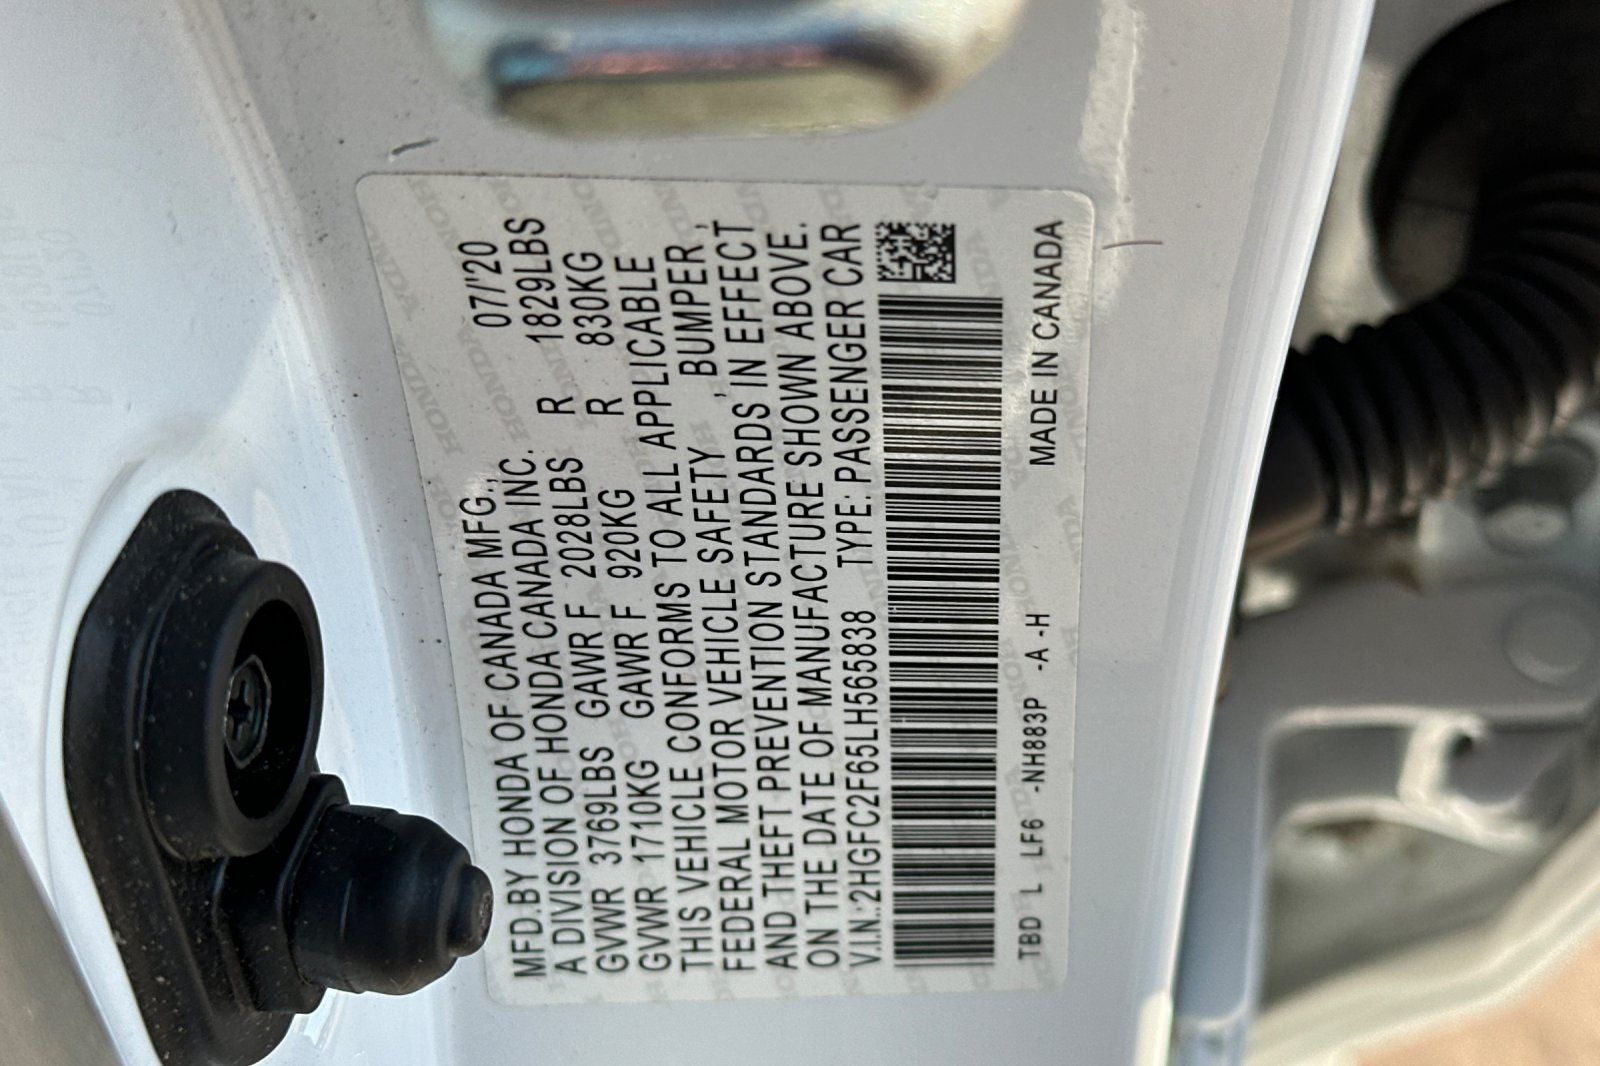 MFD.BY HONDA OF CANADA MFG., 07/'20
A DIVISION OF HONDA CANADA INC.
GVWR 3769LBS GAWR F 2028LBS R 1829LBS
GVWR 1710KG GAWR F 920KG R 830KG
THIS VEHICLE CONFORMS TO ALL APPLICABLE
FEDERAL MOTOR VEHICLE SAFETY , BUMPER ,
AND THEFT PREVENTION STANDARDS IN EFFECT
ON THE DATE OF MANUFACTURE SHOWN ABOVE.
V.I.N.:2HGFC2F65LH565838 TYPE: PASSENGER CAR
TBD L LF6 -NH883P -A -H MADE IN CANADA